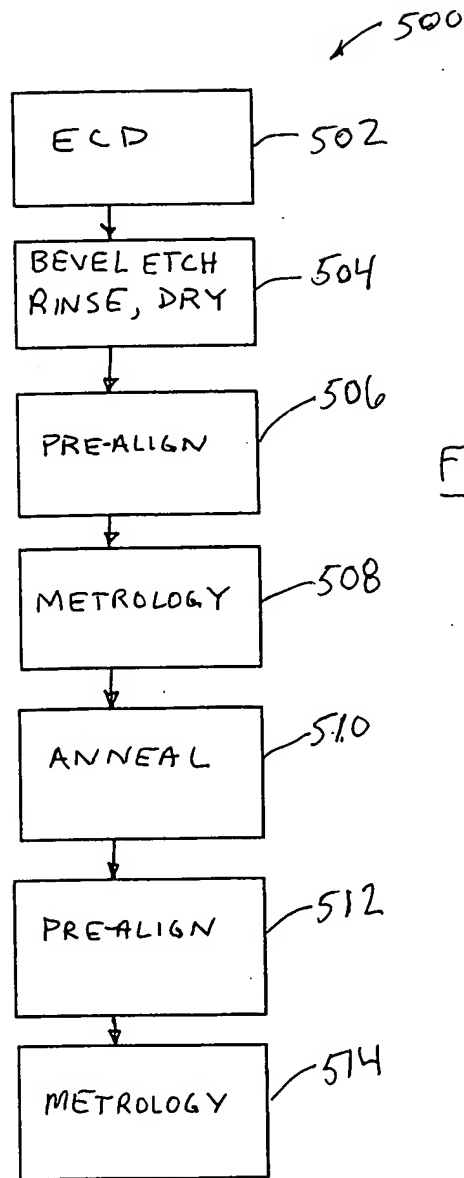 500
ECD
502
BEVEL ETCH
RINSE, DRY
504
506
PRE-ALIGN
F
METROLOGY
508
ANNEAL
510
PRE-ALIGN
512
METROLOGY
514